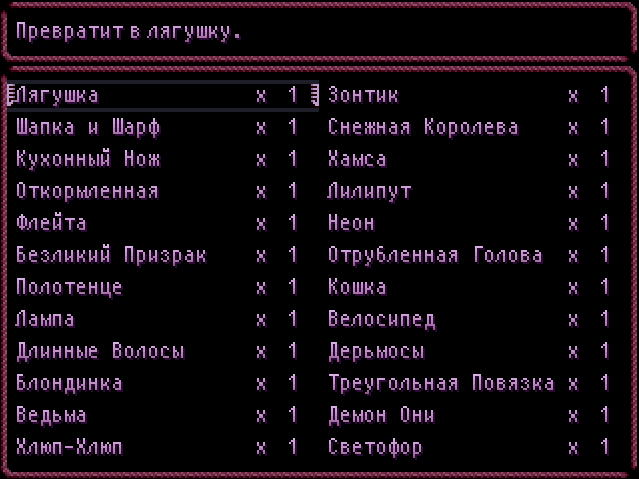 Превратит в лягушку.
Лягушка x 1 Зонтик x 1
Шапка и Шарф x 1 Снежная Королева x 1
Кухонный Нож x 1 Хамса x 1
Откормленная x 1 Лилипут x 1
Флейта x 1 Неон x 1
Безликий Призрак x 1 Отрубленная Голова x 1
Полотенце x 1 Кошка x 1
Лампа x 1 Велосипед x 1
Длинные Волосы x 1 Дерьмосы x 1
Блондинка x 1 Треугольная Повязка x 1
Ведьма x 1 Демон Они x 1
Хлюп-Хлюп x 1 Светофор x 1